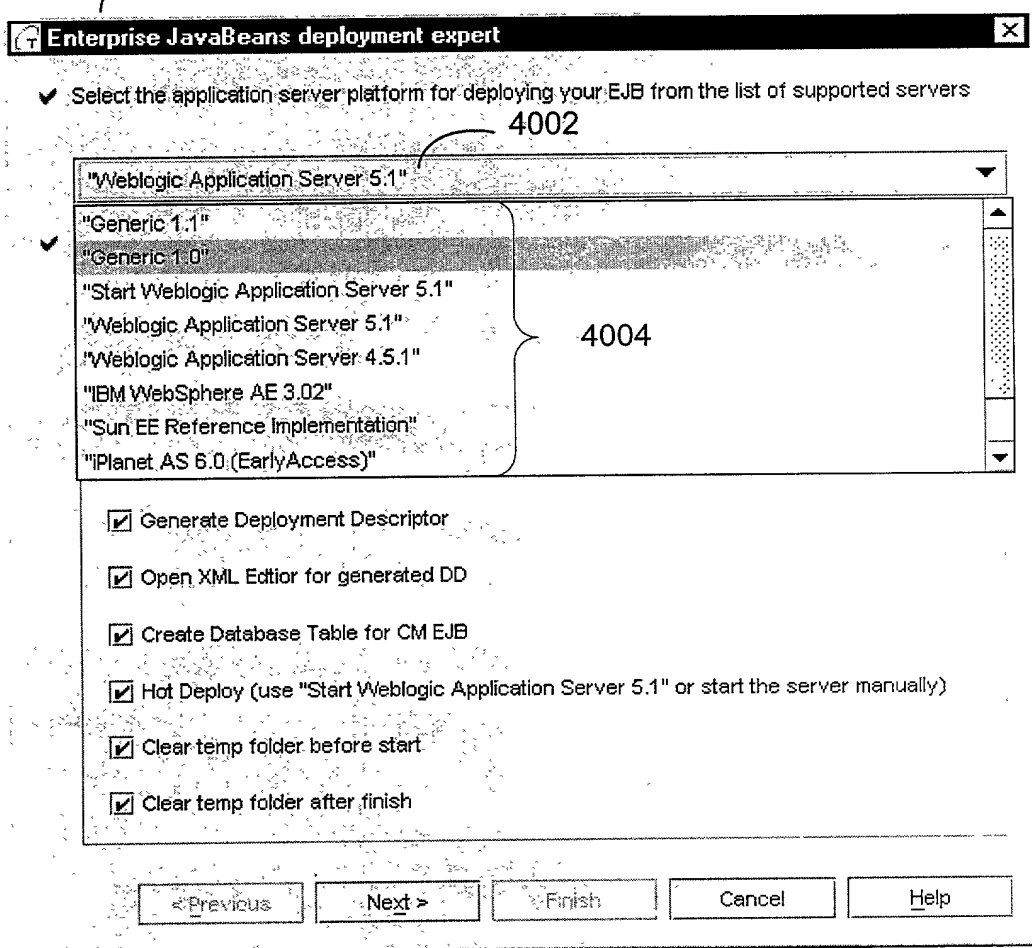 Enterprise JavaBeans deployment expert
Select the application server platform for deploying your EJB from the list of supported servers
4002
"Weblogic Application Server 5.1"
"Generic 1.1"
"Generic 1.0"
"Start Weblogic Application Server 5.1"
"Weblogic Application Server 5.1"
4004
"Weblogic Application Server 4.5.1"
"IBM WebSphere AE 3.02"
"Sun EE Reference Implementation"
"iPlanet AS 6.0 (EarlyAccess)"
Generate Deployment Descriptor
Open XML Edtior for generated DD
Create Database Table for CM EJB
Hot Deploy (use "Start Weblogic Application Server 5.1" or start the server manually)
Clear temp folder before start
Clear temp folder after finish
< Previous Next > Finish Cancel Help